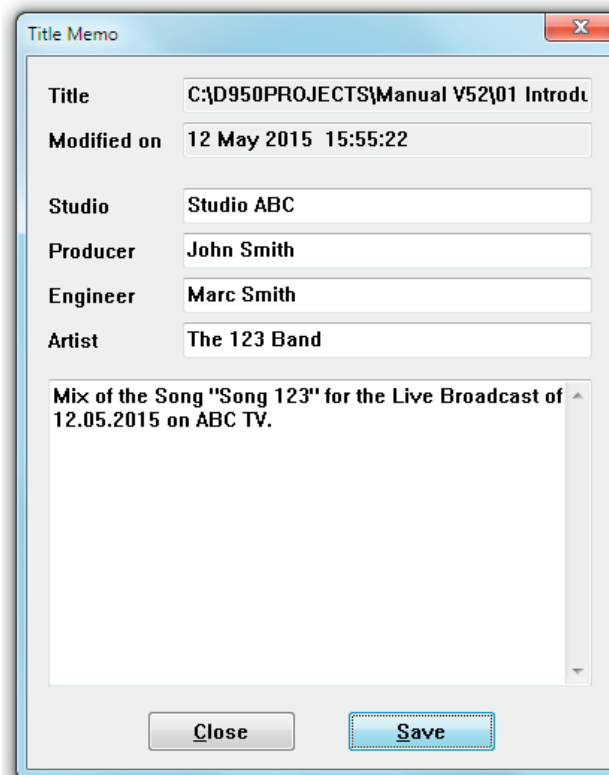 Title Memo
Title C:\D950PROJECTS\Manual V52\01 Introdu
Modified on 12 May 2015 15:55:22
Studio Studio ABC
Producer John Smith
Engineer Marc Smith
Artist The 123 Band
Mix of the Song "Song 123" for the Live Broadcast of
12.05.2015 on ABC TV.
Close Save